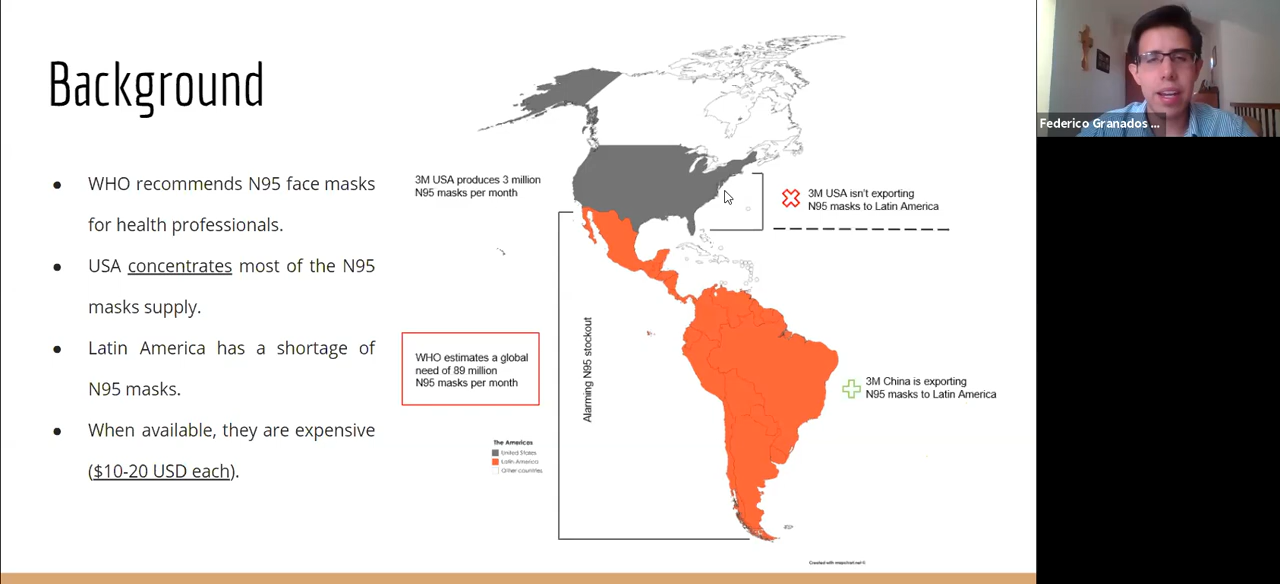 Background
WHO recommends N95 face masks
for health professionals.
USA concentrates most of the N95
masks supply.
Latin America has a shortage of
N95 masks.
When available, they are expensive
($10-20 USD each).
3M USA produces 3 million
N95 masks per month
3M USA isn't exporting
N95 masks to Latin America
WHO estimates a global
need of 89 million
N95 masks per month
Alarming N95 stockout
3M China is exporting
N95 masks to Latin America
The Americas
United States
Latin America
Other countries
Created with mapchart.net ©
Federico Granados ...